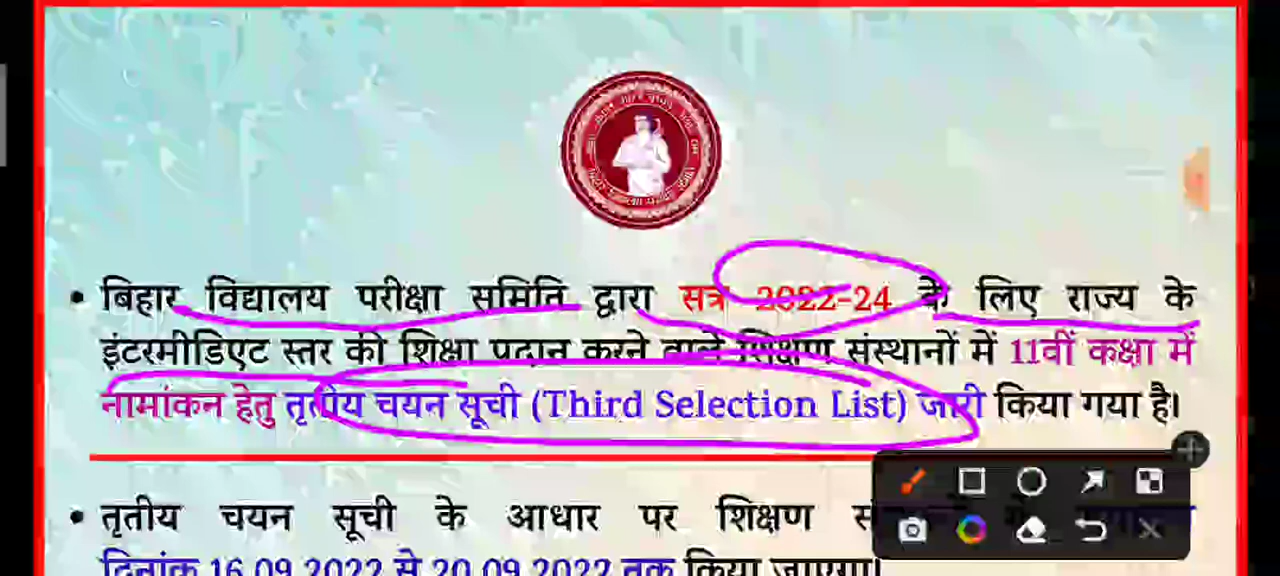 • बिहार विद्यालय परीक्षा समिति द्वारा सत्र 2022-24 के लिए राज्य के
इंटरमीडिएट स्तर की शिक्षा प्रदान करने वाले शिक्षण संस्थानों में 11वीं कक्षा में
नामांकन हेतु तृतीय चयन सूची (Third Selection List) जारी किया गया है।
• तृतीय चयन सूची के आधार पर शिक्षण
दिनांक 16.09.2022 से 20.09.2022 तक किया जाएगा।